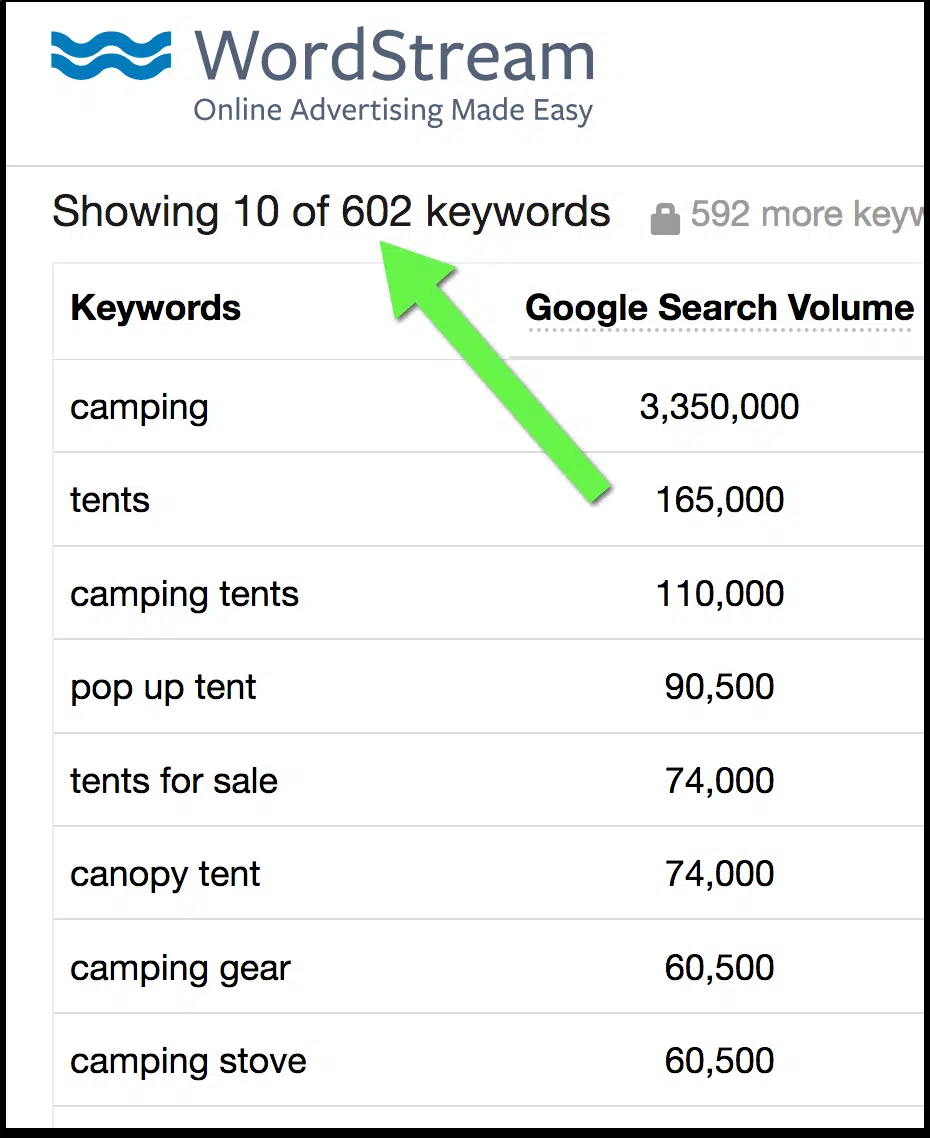 WordStream
Online Advertising Made Easy
Showing 10 of 602 keywords 592 more
Keywords Google Search Volume
camping 3,350,000
tents 165,000
camping tents 110,000
pop up tent 90,500
tents for sale 74,000
canopy tent 74,000
camping gear 60,500
camping stove 60,500